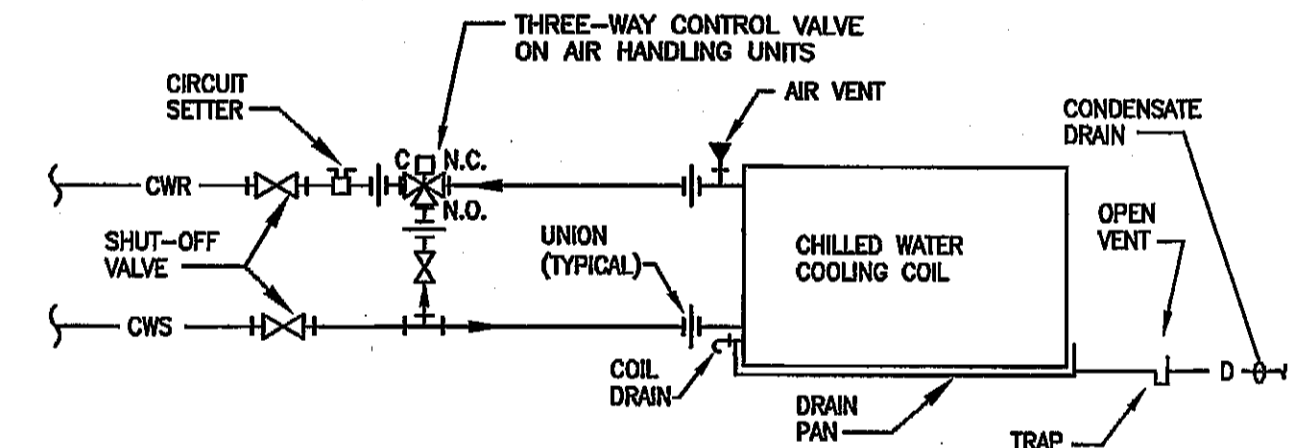 THREE-WAY CONTROL VALVE
ON AIR HANDLING UNITS
CIRCUIT
SETTER
AIR VENT
CONDENSATE
DRAIN
C
N.C.
CWR
N.O.
SHUT-OFF
VALVE
UNION
(TYPICAL)
CHILLED WATER
COOLING COIL
OPEN
VENT
CWS
COIL
DRAIN
DRAIN
PAN
D
TRAP